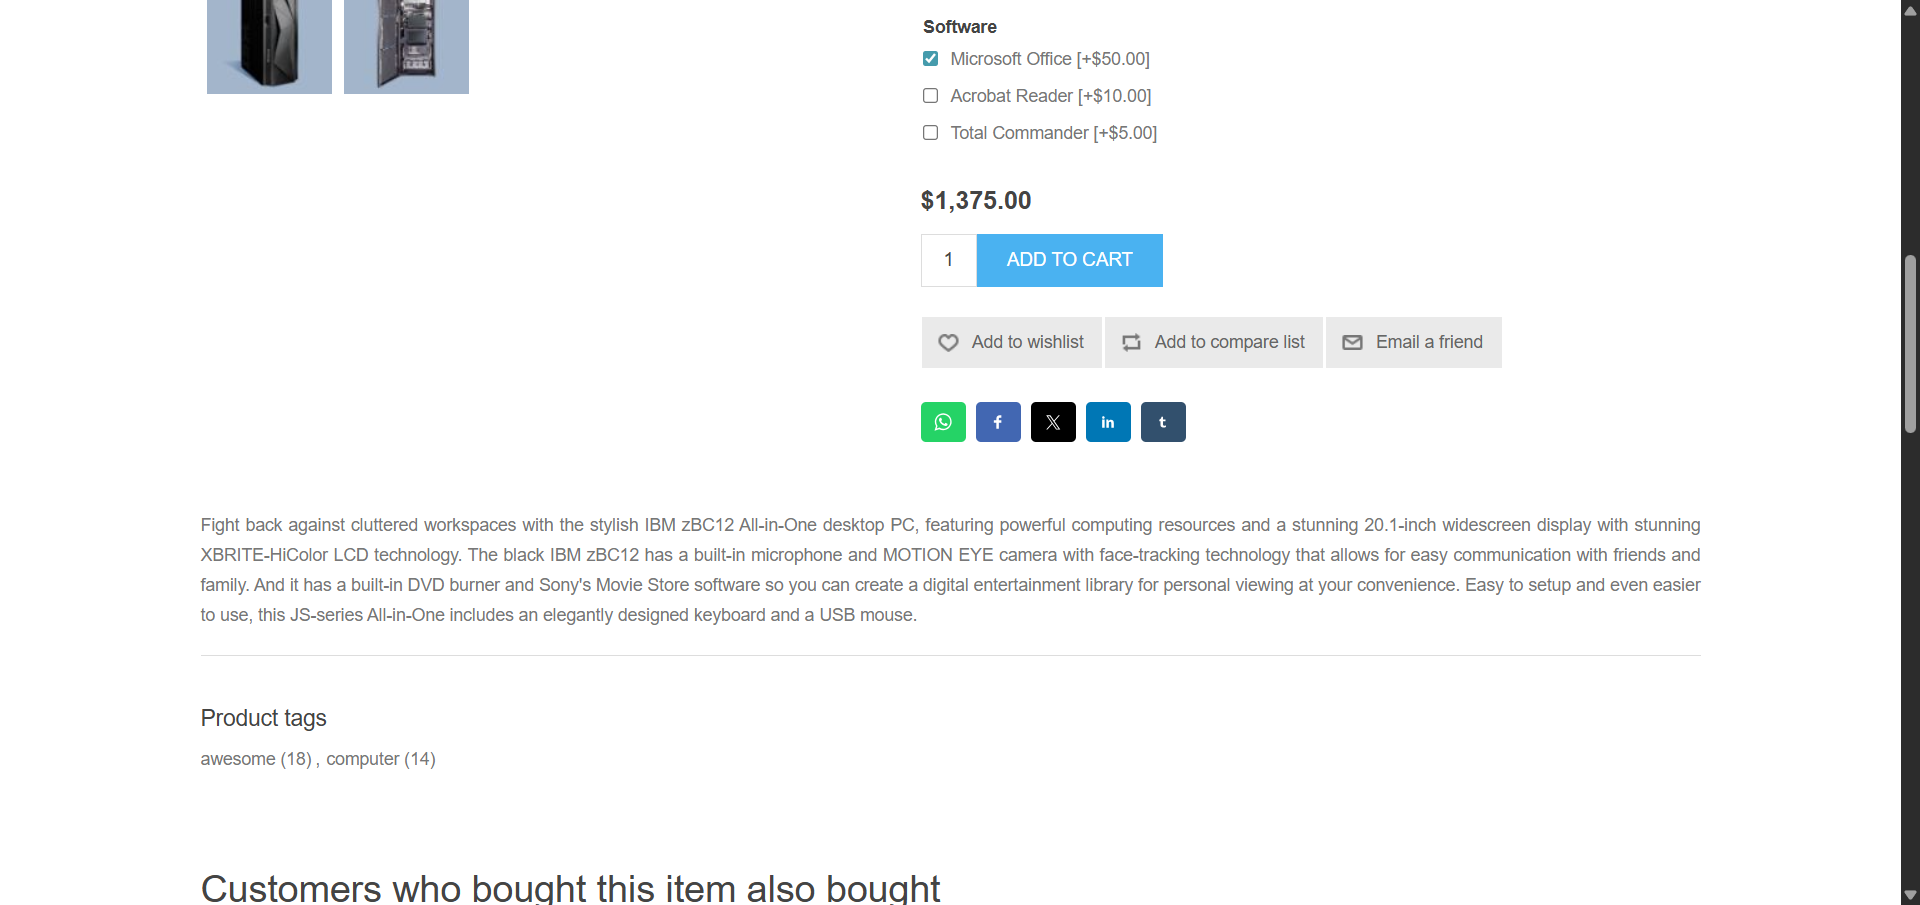 Software
Microsoft Office [+$50.00]
Acrobat Reader [+$10.00]
Total Commander [+$5.00]
$1,375.00
1 ADD TO CART
Add to wishlist Add to compare list Email a friend
f X in t
Fight back against cluttered workspaces with the stylish IBM zBC12 All-in-One desktop PC, featuring powerful computing resources and a stunning 20.1-inch widescreen display with stunning
XBRITE-HiColor LCD technology. The black IBM zBC12 has a built-in microphone and MOTION EYE camera with face-tracking technology that allows for easy communication with friends and
family. And it has a built-in DVD burner and Sony's Movie Store software so you can create a digital entertainment library for personal viewing at your convenience. Easy to setup and even easier
to use, this JS-series All-in-One includes an elegantly designed keyboard and a USB mouse.
Product tags
awesome (18) , computer (14)
Customers who bought this item also bought